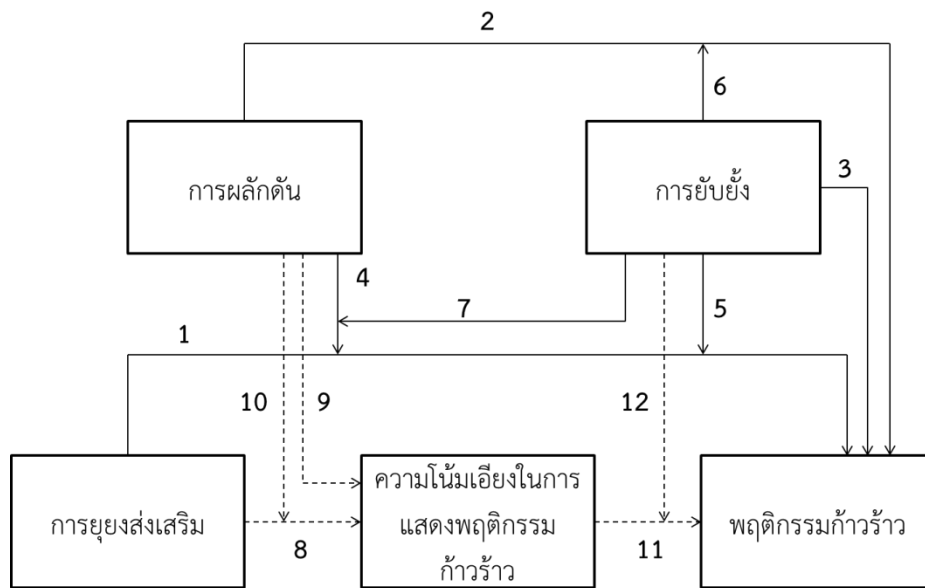 2
6
การผลักดัน
การยับยั้ง
3
4
7
5
1
10
9
12
การยุยงส่งเสริม
ความโน้มเอียงในการ
แสดงพฤติกรรม
ก้าวร้าว
พฤติกรรมก้าวร้าว
8
11